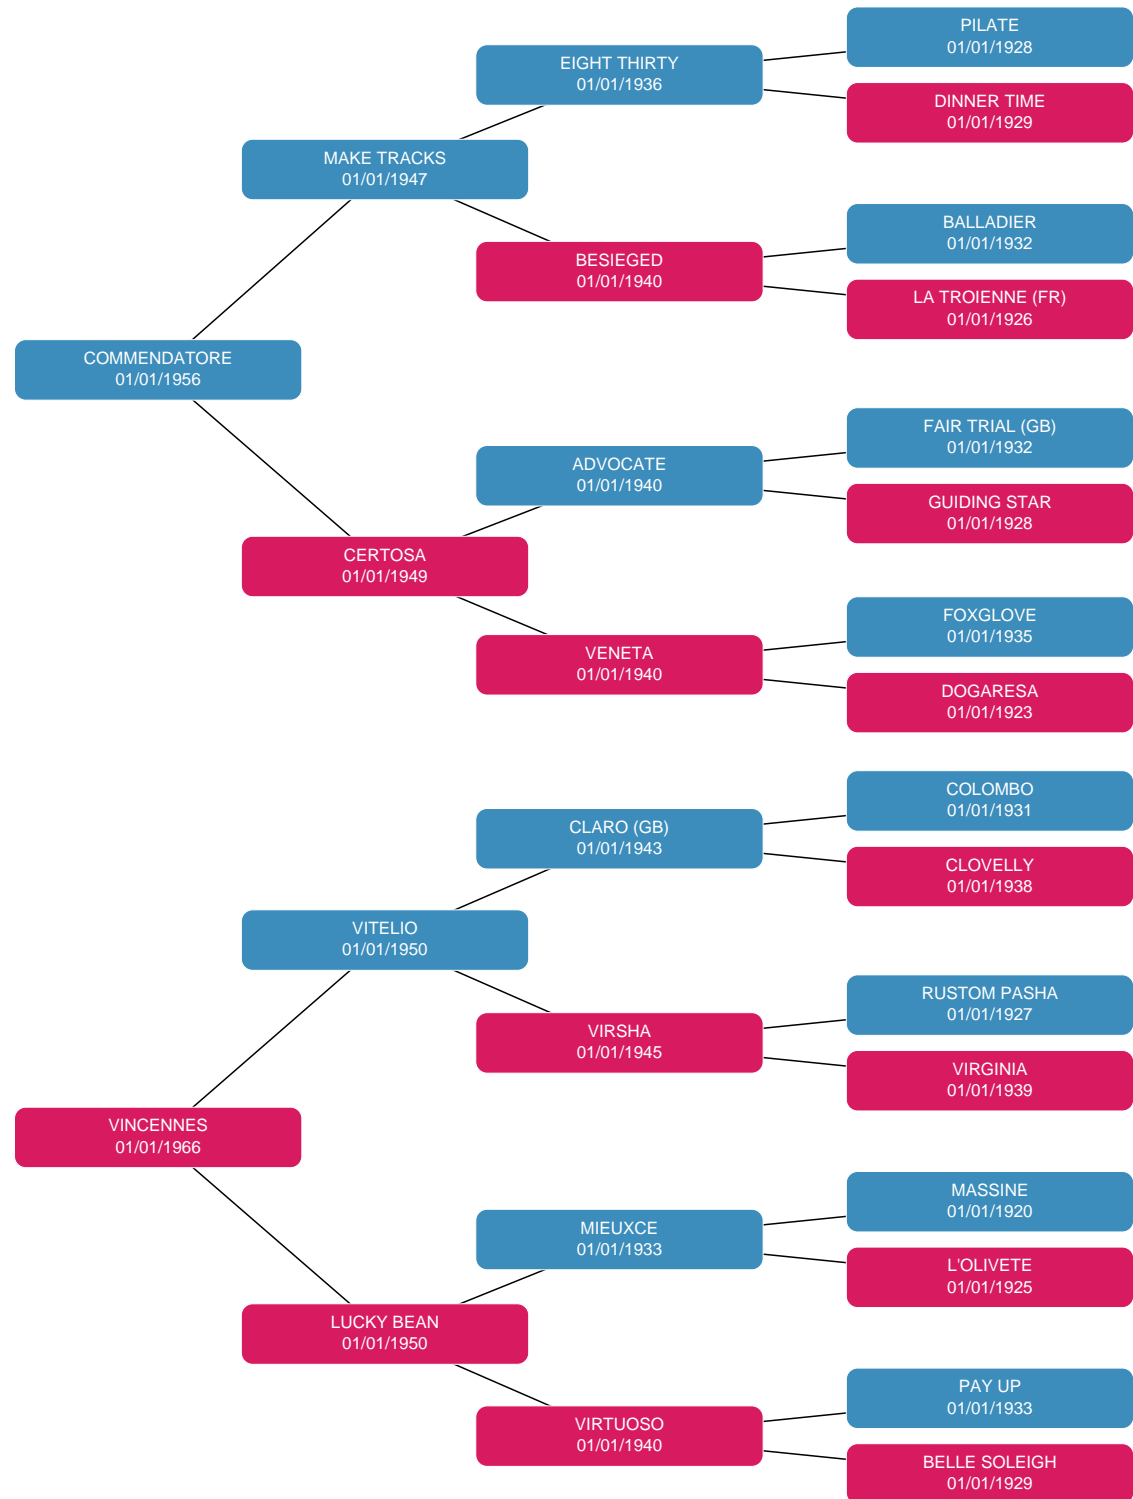 PILATE
01/01/1928
EIGHT THIRTY
01/01/1936
DINNER TIME
01/01/1929
MAKE TRACKS
01/01/1947
BALLADIER
01/01/1932
BESIEGED
01/01/1940
LA TROIENNE (FR)
01/01/1926
COMMENDATORE
01/01/1956
FAIR TRIAL (GB)
01/01/1932
ADVOCATE
01/01/1940
GUIDING STAR
01/01/1928
CERTOSA
01/01/1949
FOXGLOVE
01/01/1935
VENETA
01/01/1940
DOGARESA
01/01/1923
COLOMBO
01/01/1931
CLARO (GB)
01/01/1943
CLOVELLY
01/01/1938
VITELIO
01/01/1950
RUSTOM PASHA
01/01/1927
VIRSHA
01/01/1945
VIRGINIA
01/01/1939
VINCENNES
01/01/1966
MASSINE
01/01/1920
MIEUXCE
01/01/1933
L'OLIVETE
01/01/1925
LUCKY BEAN
01/01/1950
PAY UP
01/01/1933
VIRTUOSO
01/01/1940
BELLE SOLEIGH
01/01/1929